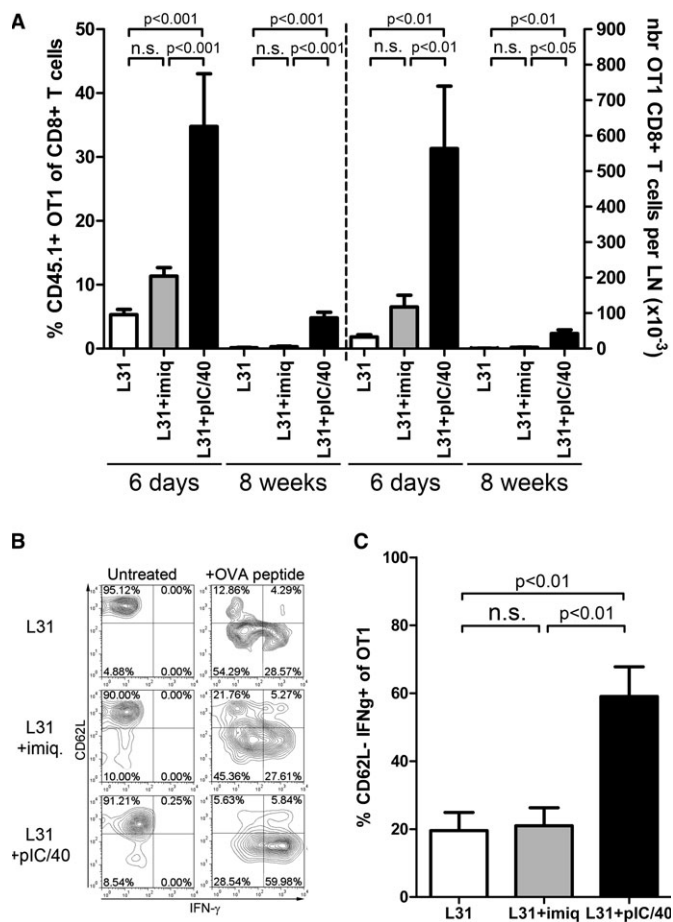 A
p<0.001 p<0.001 p<0.01 p<0.01
n.s. p<0.001 n.s. p<0.001 n.s. p<0.01 n.s. p<0.05
% CD45.1+ OT1 of CD8+ T cells
50
40
30
20
10
0
nbr OT1 CD8+ T cells per LN (x10-3)
900
800
700
600
500
400
300
200
100
0
L31 L31+imiq L31+pIC/40 L31 L31+imiq L31+pIC/40 L31 L31+imiq L31+pIC/40 L31 L31+imiq L31+pIC/40
6 days 8 weeks 6 days 8 weeks
B
Untreated +OVA peptide
L31
95.12% 0.00% 12.86% 4.29%
4.88% 0.00% 54.29% 28.57%
L31
+imiq.
90.00% 0.00% 21.76% 5.27%
10.00% 0.00% 45.36% 27.61%
L31
+pIC/40
91.21% 0.25% 5.63% 5.84%
8.54% 0.00% 28.54% 59.98%
CD62L
IFN-γ
C
% CD62L- IFNg+ of OT1
100
80
60
40
20
0
p<0.01
n.s. p<0.01
L31 L31+imiq L31+pIC/40